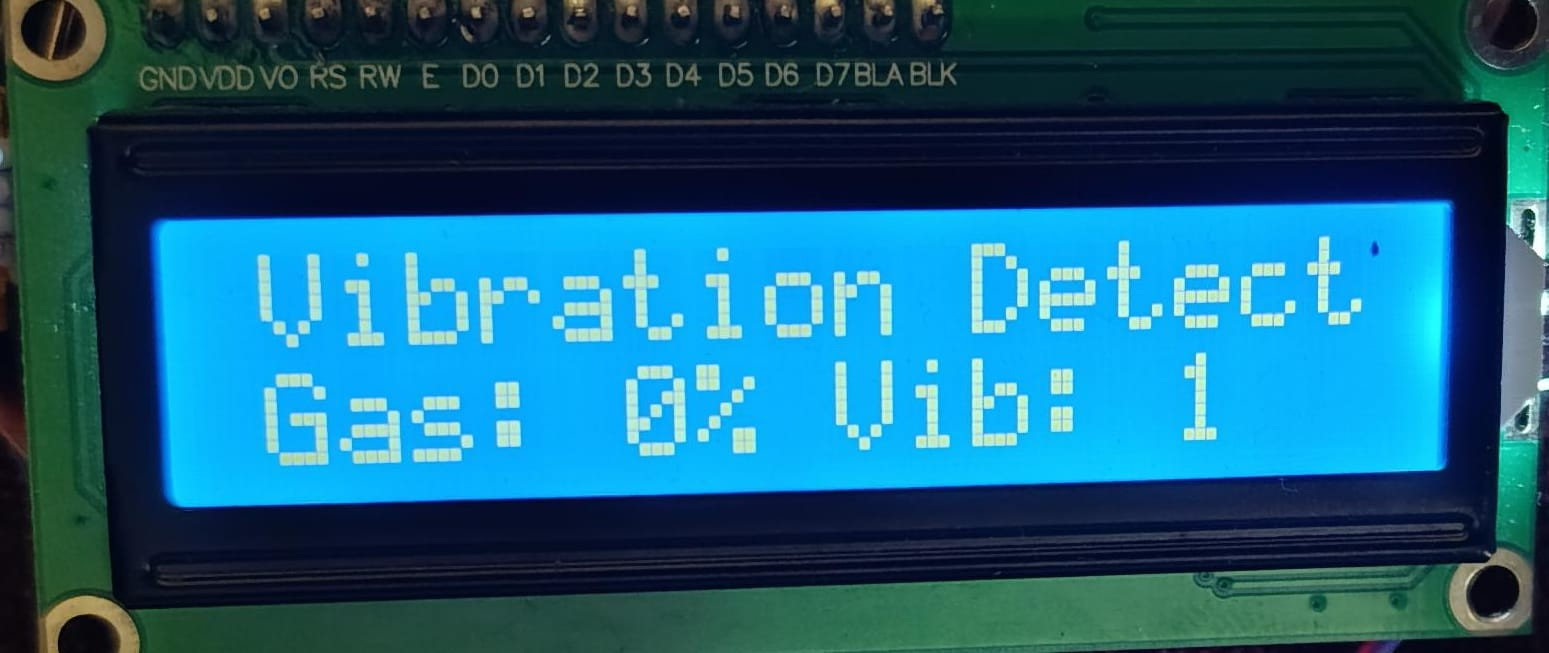 GND VDD VO RS RW E D0 D1 D2 D3 D4 D5 D6 D7 BLA BLK
Vibration Detect
Gas: 0% Vib: 1